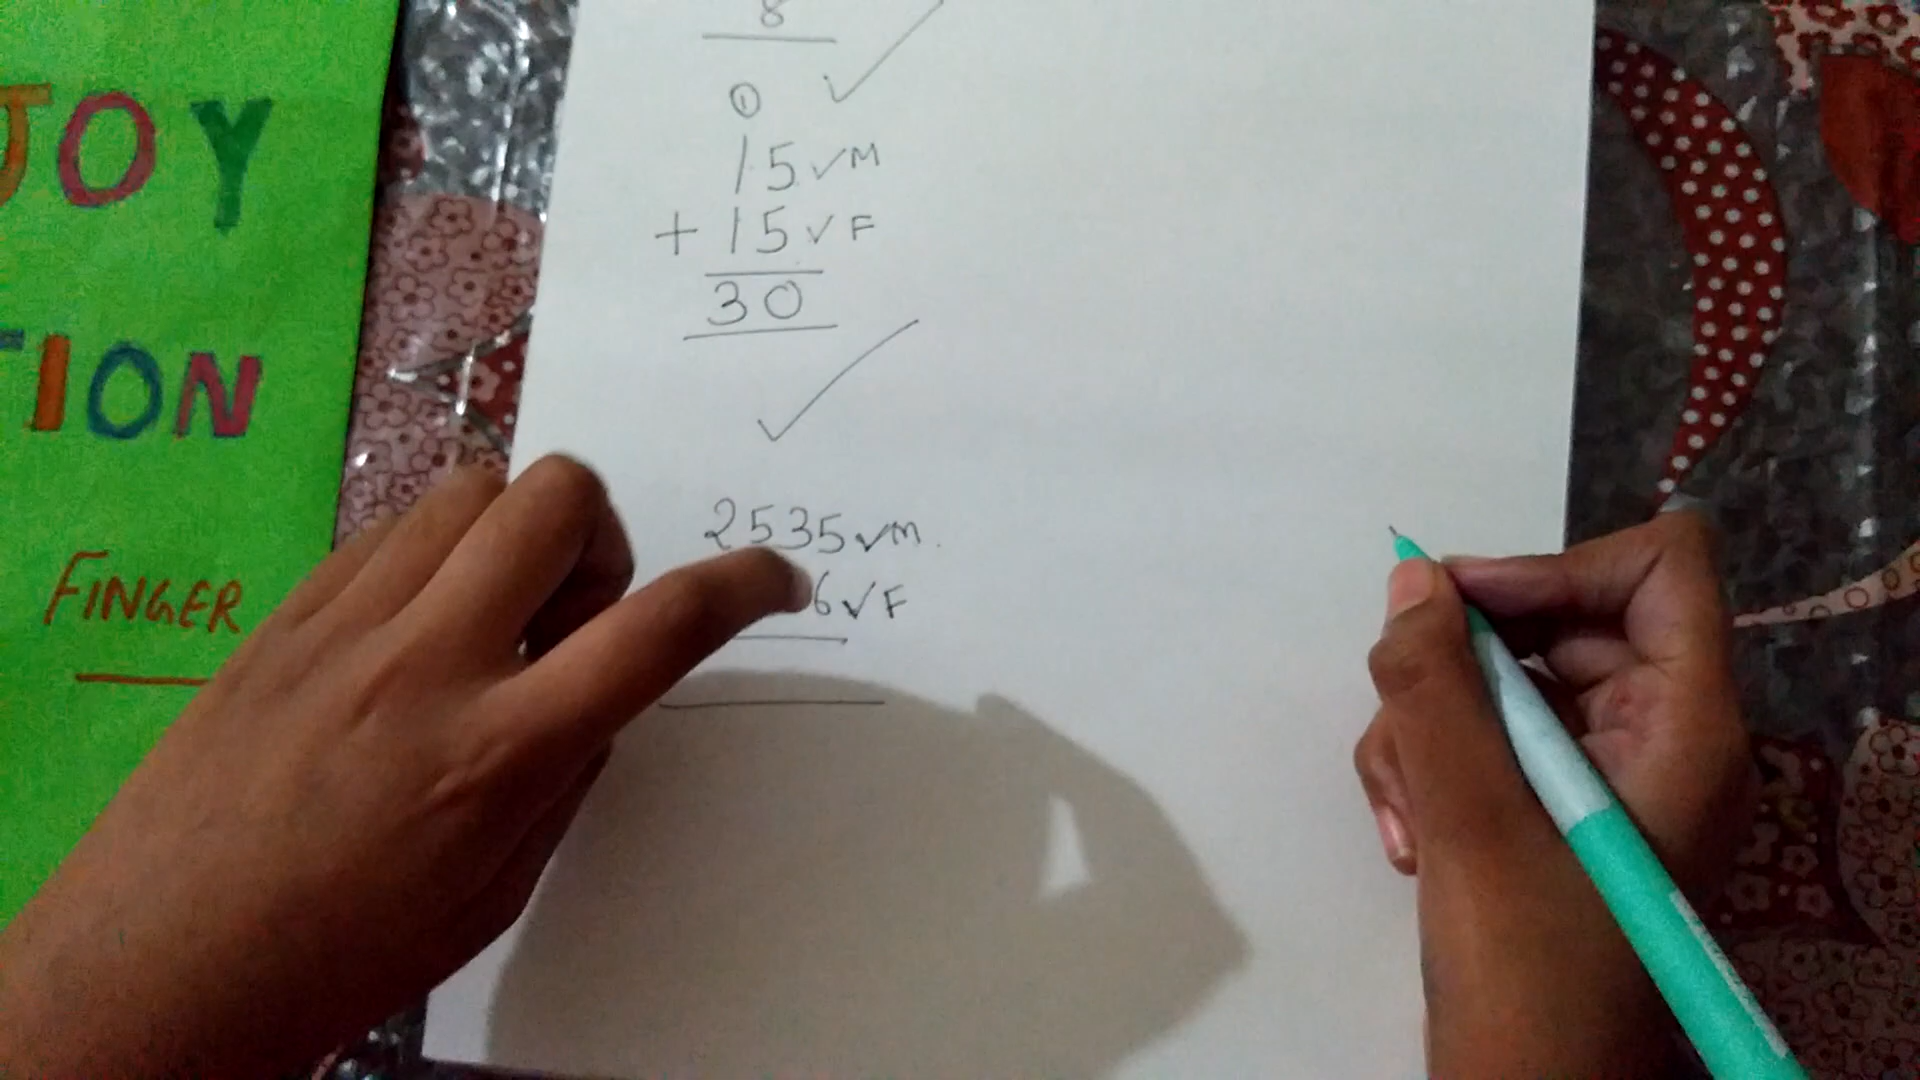 JOY
TION
FINGER
8
1
15✓M
+ 15✓F
30
✓
2535✓M.
6✓F